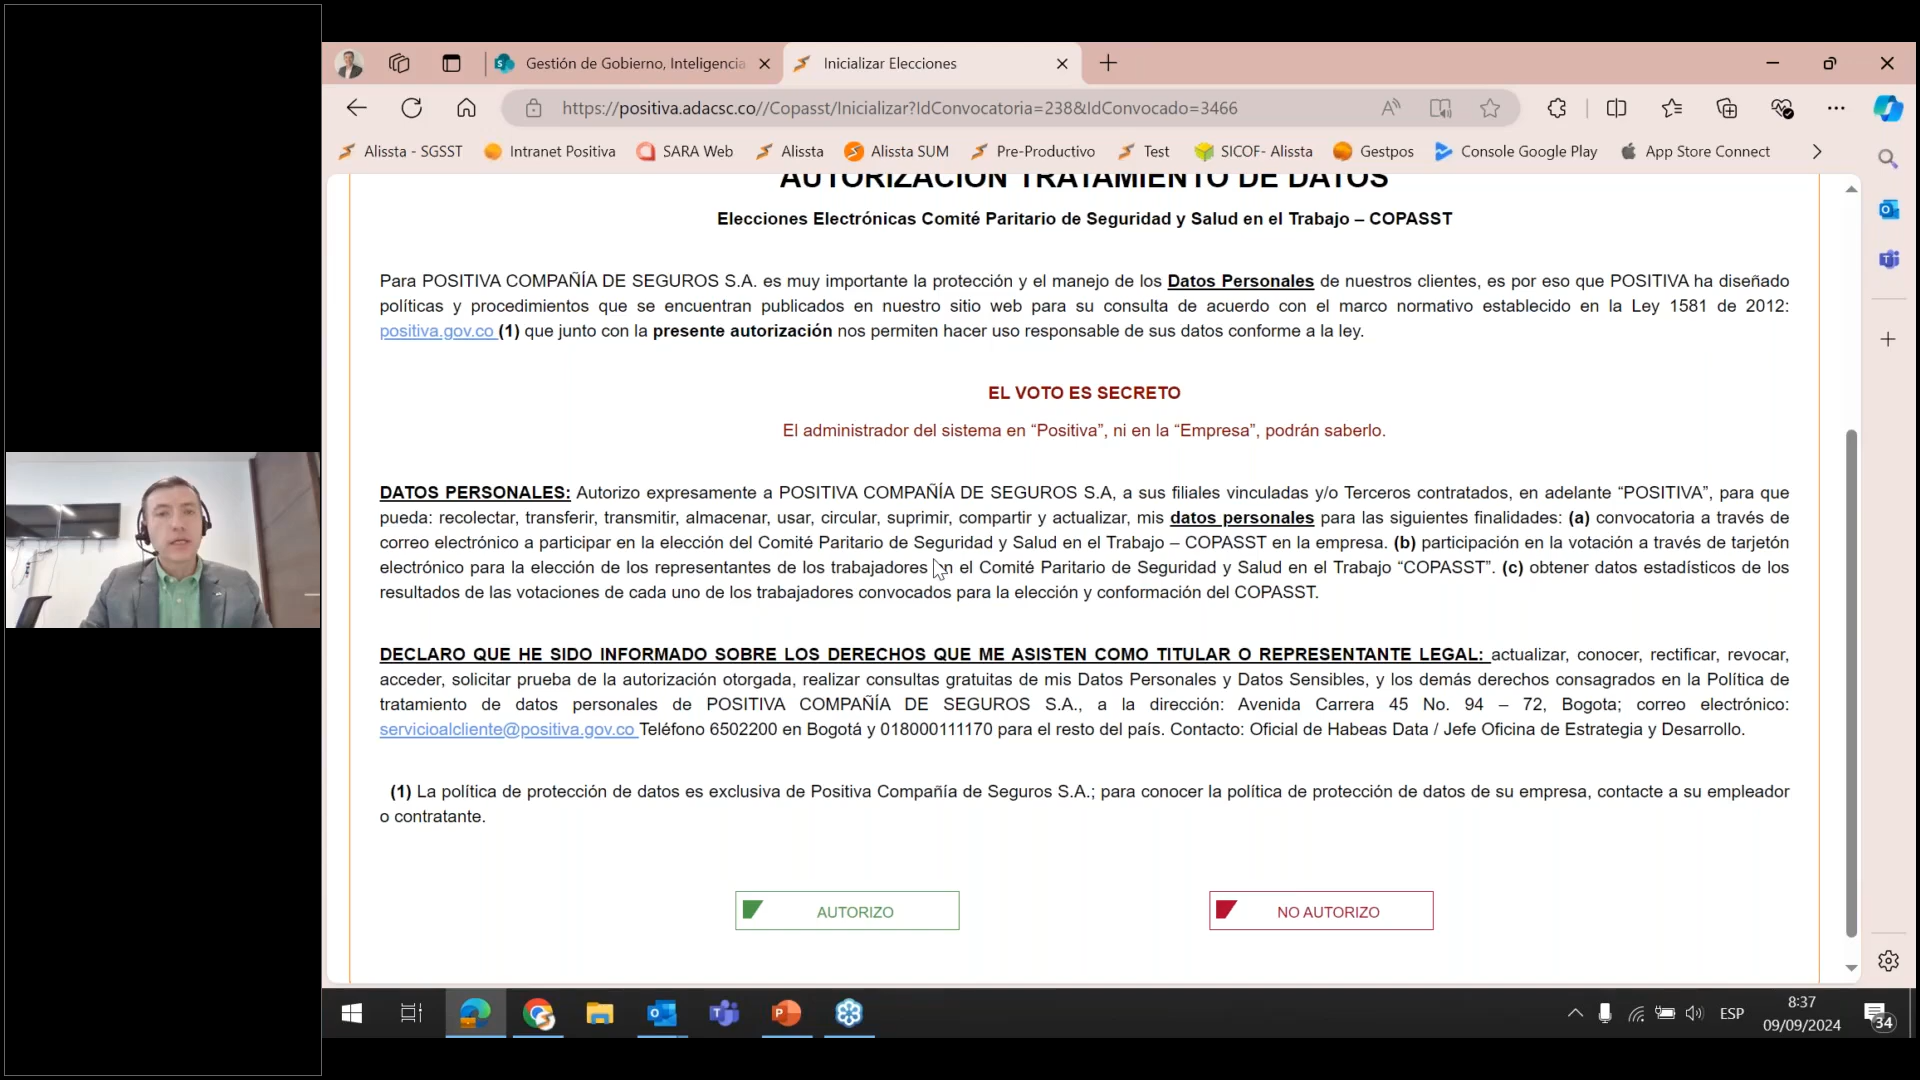 Gestión de Gobierno, Inteligencia
Inicializar Elecciones
https://positiva.adacsc.co//Copasst/Inicializar?IdConvocatoria=238&IdConvocado=3466
Alissta - SGSST
Intranet Positiva
SARA Web
Alissta
Alissta SUM
Pre-Productivo
Test
SICOF- Alissta
Gestpos
Console Google Play
App Store Connect
AUTORIZACIÓN TRATAMIENTO DE DATOS
Elecciones Electrónicas Comité Paritario de Seguridad y Salud en el Trabajo – COPASST
Para POSITIVA COMPAÑÍA DE SEGUROS S.A. es muy importante la protección y el manejo de los Datos Personales de nuestros clientes, es por eso que POSITIVA ha diseñado
políticas y procedimientos que se encuentran publicados en nuestro sitio web para su consulta de acuerdo con el marco normativo establecido en la Ley 1581 de 2012:
positiva.gov.co (1) que junto con la presente autorización nos permiten hacer uso responsable de sus datos conforme a la ley.
EL VOTO ES SECRETO
El administrador del sistema en “Positiva”, ni en la “Empresa”, podrán saberlo.
DATOS PERSONALES: Autorizo expresamente a POSITIVA COMPAÑÍA DE SEGUROS S.A, a sus filiales vinculadas y/o Terceros contratados, en adelante “POSITIVA”, para que
pueda: recolectar, transferir, transmitir, almacenar, usar, circular, suprimir, compartir y actualizar, mis datos personales para las siguientes finalidades: (a) convocatoria a través de
correo electrónico a participar en la elección del Comité Paritario de Seguridad y Salud en el Trabajo – COPASST en la empresa. (b) participación en la votación a través de tarjetón
electrónico para la elección de los representantes de los trabajadores en el Comité Paritario de Seguridad y Salud en el Trabajo “COPASST”. (c) obtener datos estadísticos de los
resultados de las votaciones de cada uno de los trabajadores convocados para la elección y conformación del COPASST.
DECLARO QUE HE SIDO INFORMADO SOBRE LOS DERECHOS QUE ME ASISTEN COMO TITULAR O REPRESENTANTE LEGAL: actualizar, conocer, rectificar, revocar,
acceder, solicitar prueba de la autorización otorgada, realizar consultas gratuitas de mis Datos Personales y Datos Sensibles, y los demás derechos consagrados en la Política de
tratamiento de datos personales de POSITIVA COMPAÑÍA DE SEGUROS S.A., a la dirección: Avenida Carrera 45 No. 94 – 72, Bogota; correo electrónico:
servicioalcliente@positiva.gov.co Teléfono 6502200 en Bogotá y 018000111170 para el resto del país. Contacto: Oficial de Habeas Data / Jefe Oficina de Estrategia y Desarrollo.
(1) La política de protección de datos es exclusiva de Positiva Compañía de Seguros S.A.; para conocer la política de protección de datos de su empresa, contacte a su empleador
o contratante.
AUTORIZO
NO AUTORIZO
ESP
8:37
09/09/2024
34